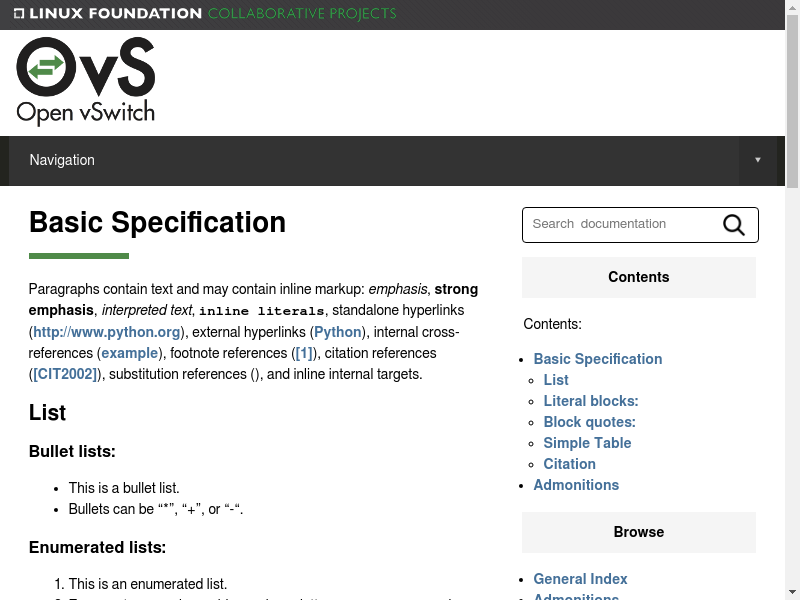 LINUX FOUNDATION COLLABORATIVE PROJECTS
OvS
Open vSwitch
Navigation
Basic Specification
Paragraphs contain text and may contain inline markup: emphasis, strong
emphasis, interpreted text, inline literals, standalone hyperlinks
(http://www.python.org), external hyperlinks (Python), internal cross-
references (example), footnote references ([1]), citation references
([CIT2002]), substitution references (), and inline internal targets.
List
Bullet lists:
• This is a bullet list.
• Bullets can be “*”, “+”, or “-“.
Enumerated lists:
1. This is an enumerated list.
Search documentation
Contents
Contents:
• Basic Specification
◦ List
◦ Literal blocks:
◦ Block quotes:
◦ Simple Table
◦ Citation
• Admonitions
Browse
• General Index
• Admonitions